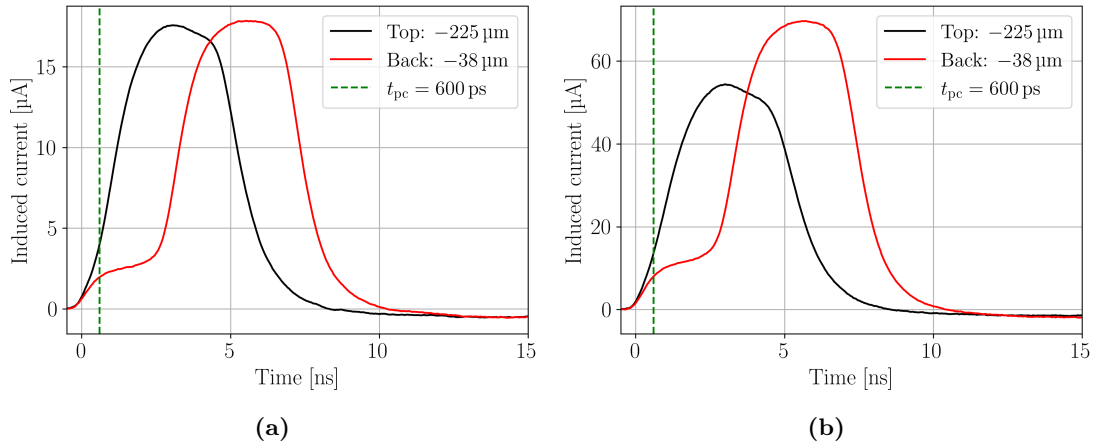 Induced current [µA]
15
10
5
0
Top: −225 µm
Back: −38 µm
t_pc = 600 ps
0
5
10
15
Time [ns]
(a)
Induced current [µA]
60
40
20
0
Top: −225 µm
Back: −38 µm
t_pc = 600 ps
0
5
10
15
Time [ns]
(b)